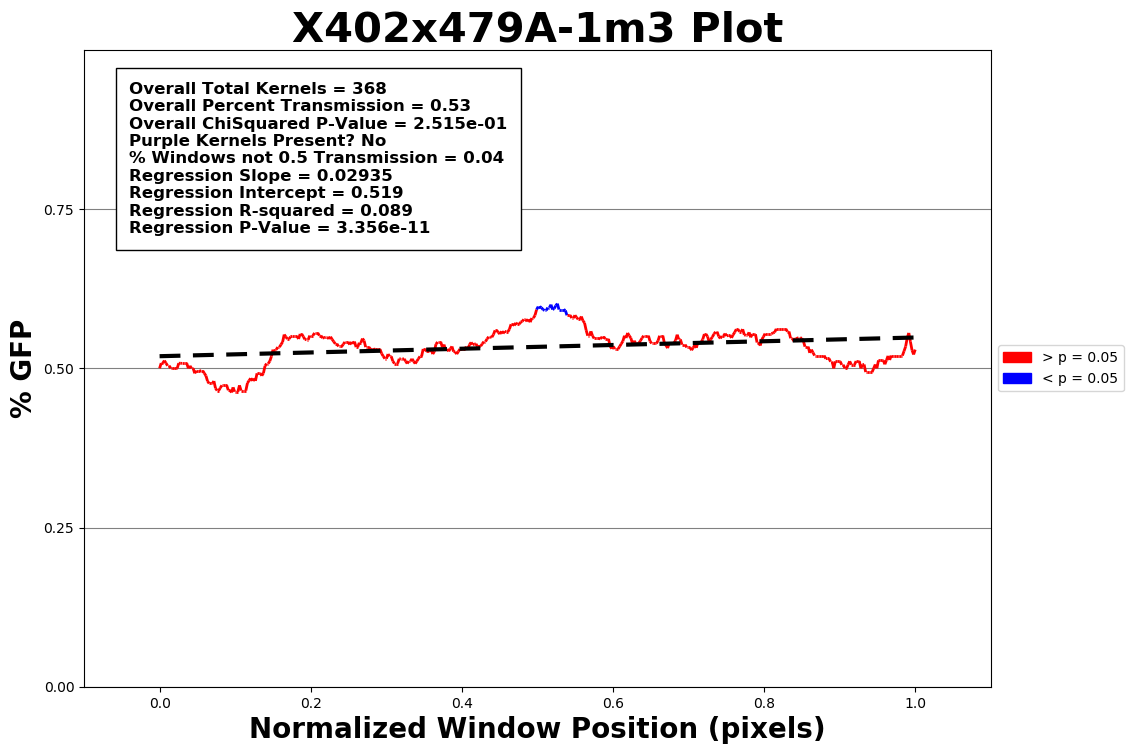 X402x479A-1m3 Plot
Overall Total Kernels = 368
Overall Percent Transmission = 0.53
Overall ChiSquared P-Value = 2.515e-01
Purple Kernels Present? No
% Windows not 0.5 Transmission = 0.04
Regression Slope = 0.02935
Regression Intercept = 0.519
Regression R-squared = 0.089
Regression P-Value = 3.356e-11
0.75
0.50
0.25
0.00
% GFP
> p = 0.05
< p = 0.05
0.0 0.2 0.4 0.6 0.8 1.0
Normalized Window Position (pixels)